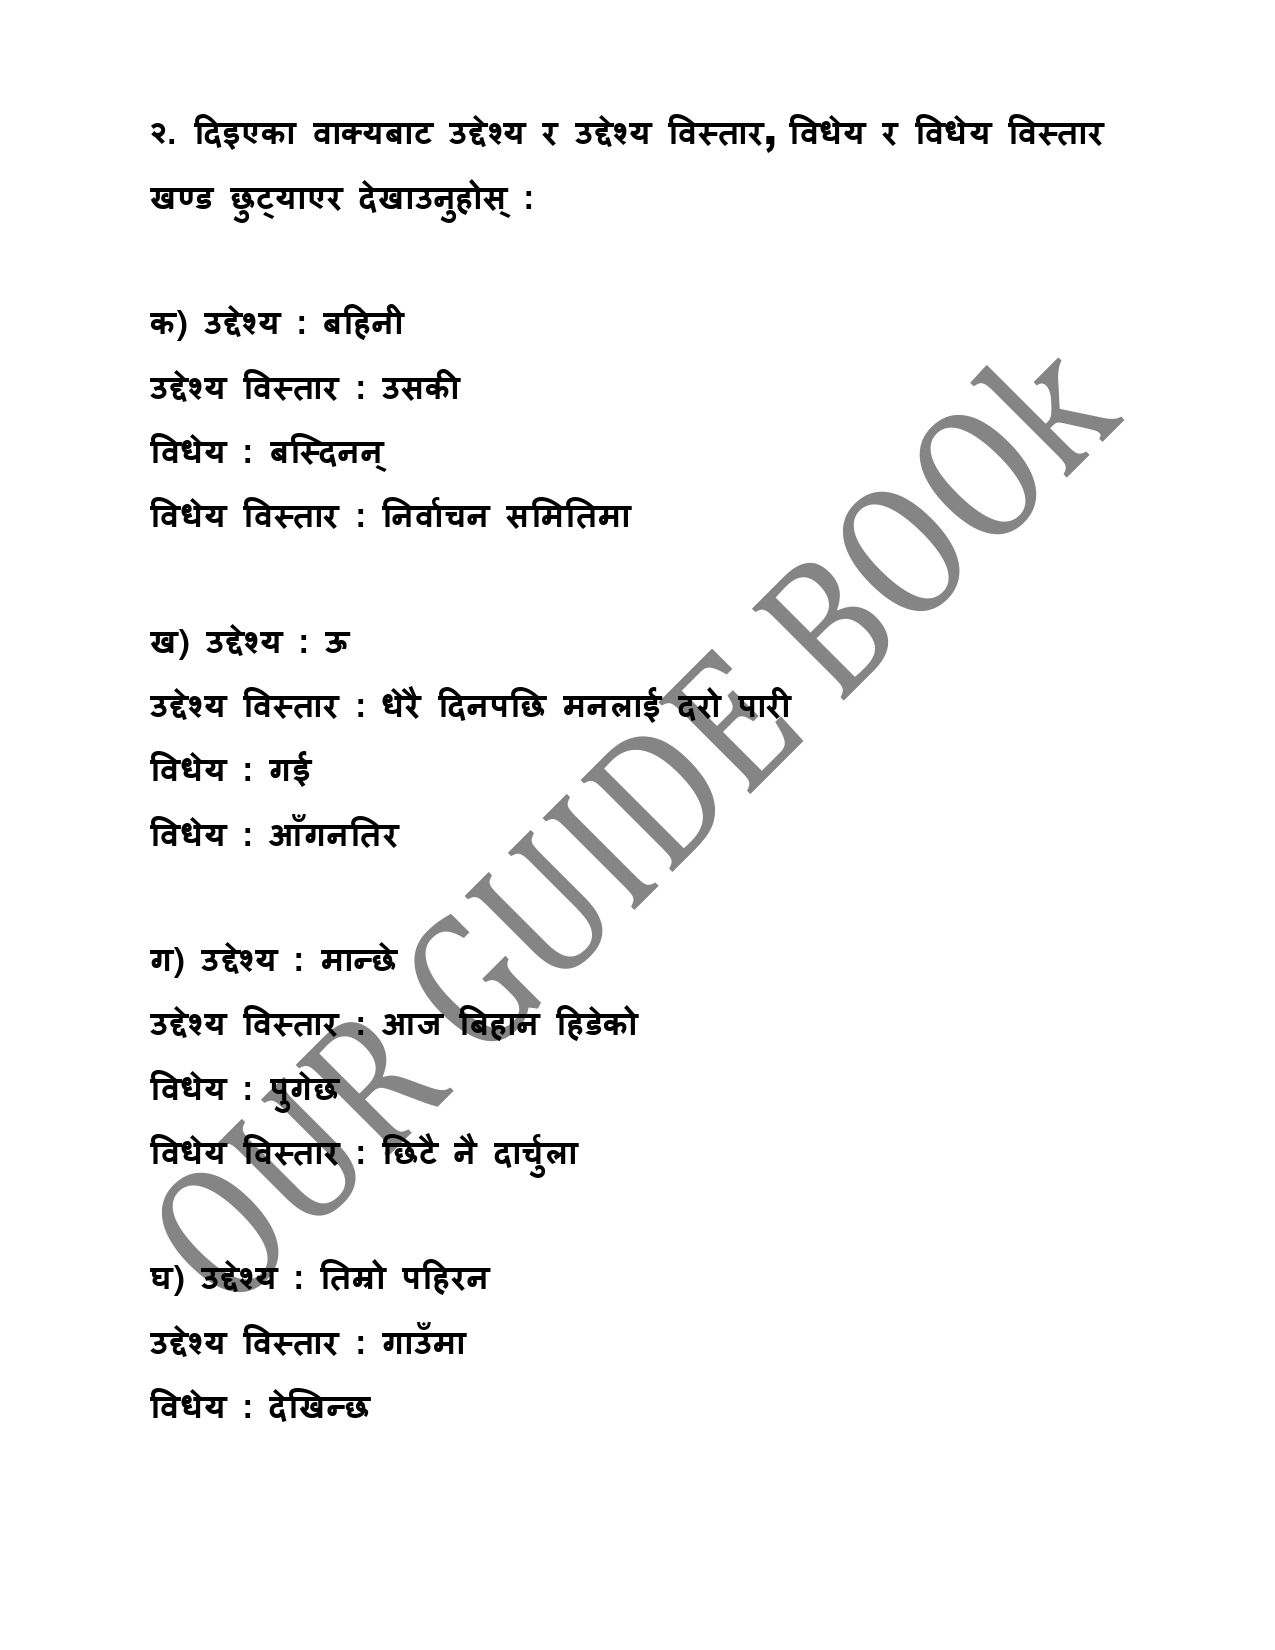 २. दिइएका वाक्यबाट उद्देश्य र उद्देश्य विस्तार, विधेय र विधेय विस्तार
खण्ड छुट्याएर देखाउनुहोस् :
क) उद्देश्य : बहिनी
उद्देश्य विस्तार : उसकी
विधेय : बस्दिनन्
विधेय विस्तार : निर्वाचन समितिमा
ख) उद्देश्य : ऊ
उद्देश्य विस्तार : धेरै दिनपछि मनलाई दरो पारी
विधेय : गई
विधेय : आँगनतिर
ग) उद्देश्य : मान्छे
उद्देश्य विस्तार : आज बिहान हिडेको
विधेय : पुगेछ
विधेय विस्तार : छिटै नै दार्चुला
घ) उद्देश्य : तिम्रो पहिरन
उद्देश्य विस्तार : गाउँमा
विधेय : देखिन्छ
OUR GUIDE BOOk